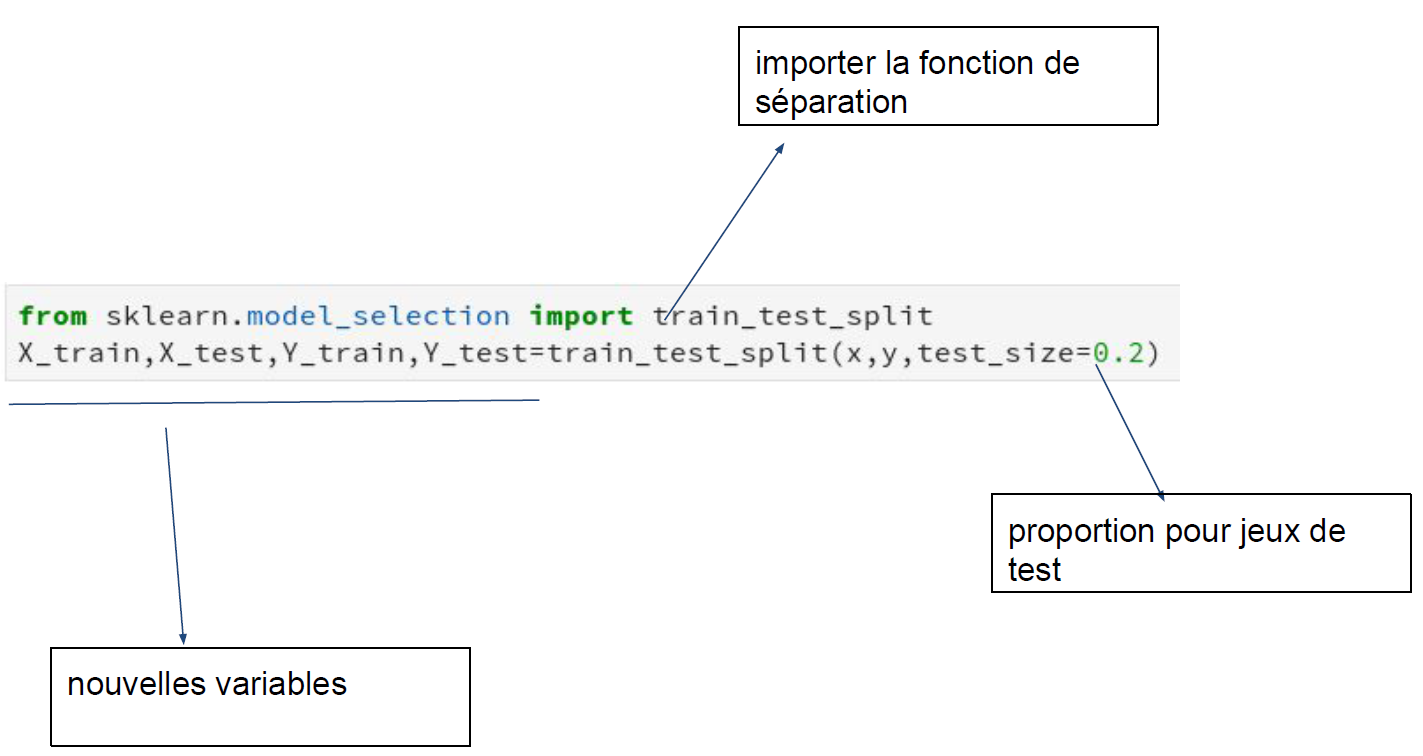 importer la fonction de
séparation
from sklearn.model_selection import train_test_split
X_train,X_test,Y_train,Y_test=train_test_split(x,y,test_size=0.2)
proportion pour jeux de
test
nouvelles variables